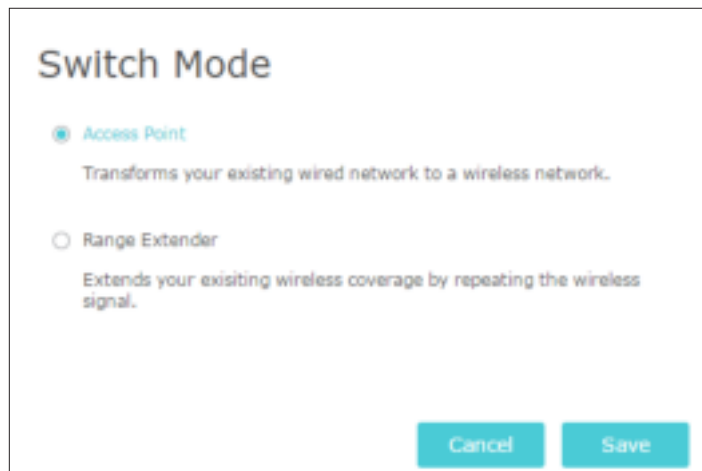 Switch Mode
Access Point
Transforms your existing wired network to a wireless network.
Range Extender
Extends your exisiting wireless coverage by repeating the wireless
signal.
Cancel
Save